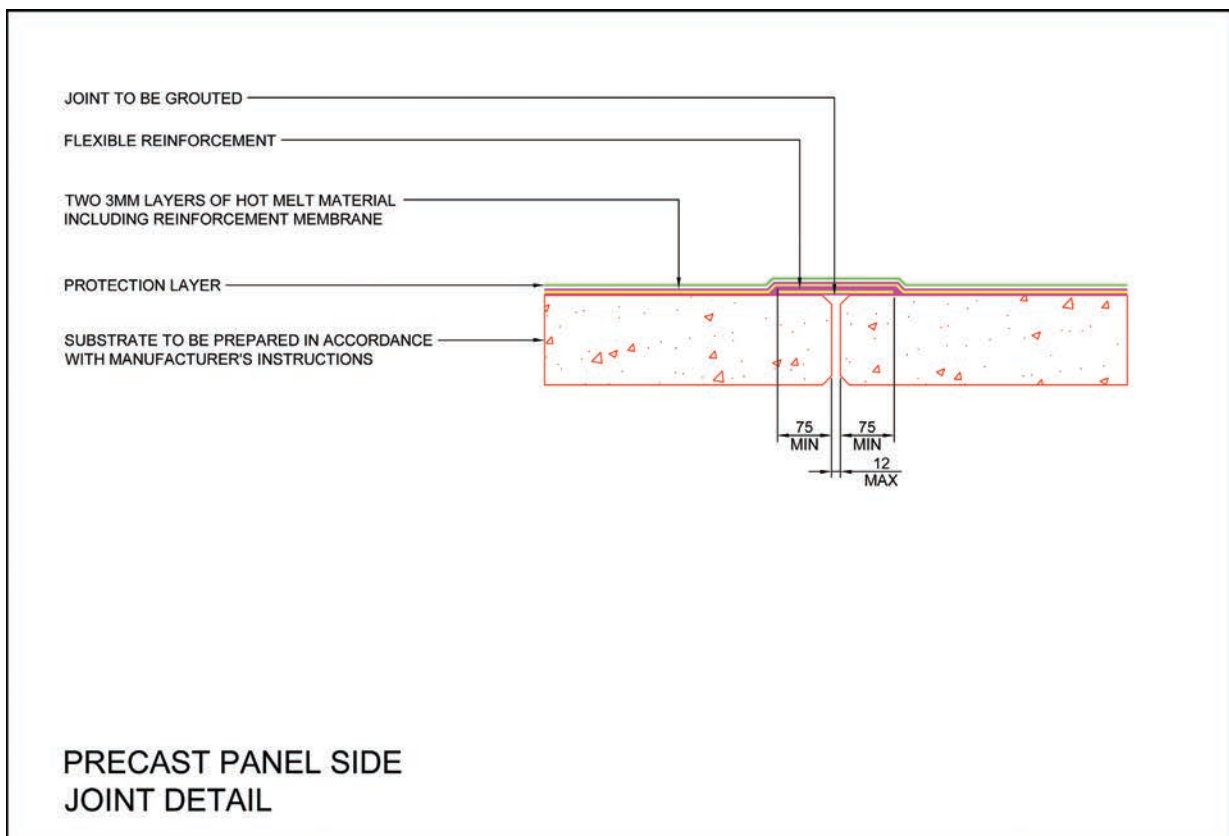 JOINT TO BE GROUTED
FLEXIBLE REINFORCEMENT
TWO 3MM LAYERS OF HOT MELT MATERIAL
INCLUDING REINFORCEMENT MEMBRANE
PROTECTION LAYER
SUBSTRATE TO BE PREPARED IN ACCORDANCE
WITH MANUFACTURER'S INSTRUCTIONS
75 75
MIN MIN
12
MAX
PRECAST PANEL SIDE
JOINT DETAIL